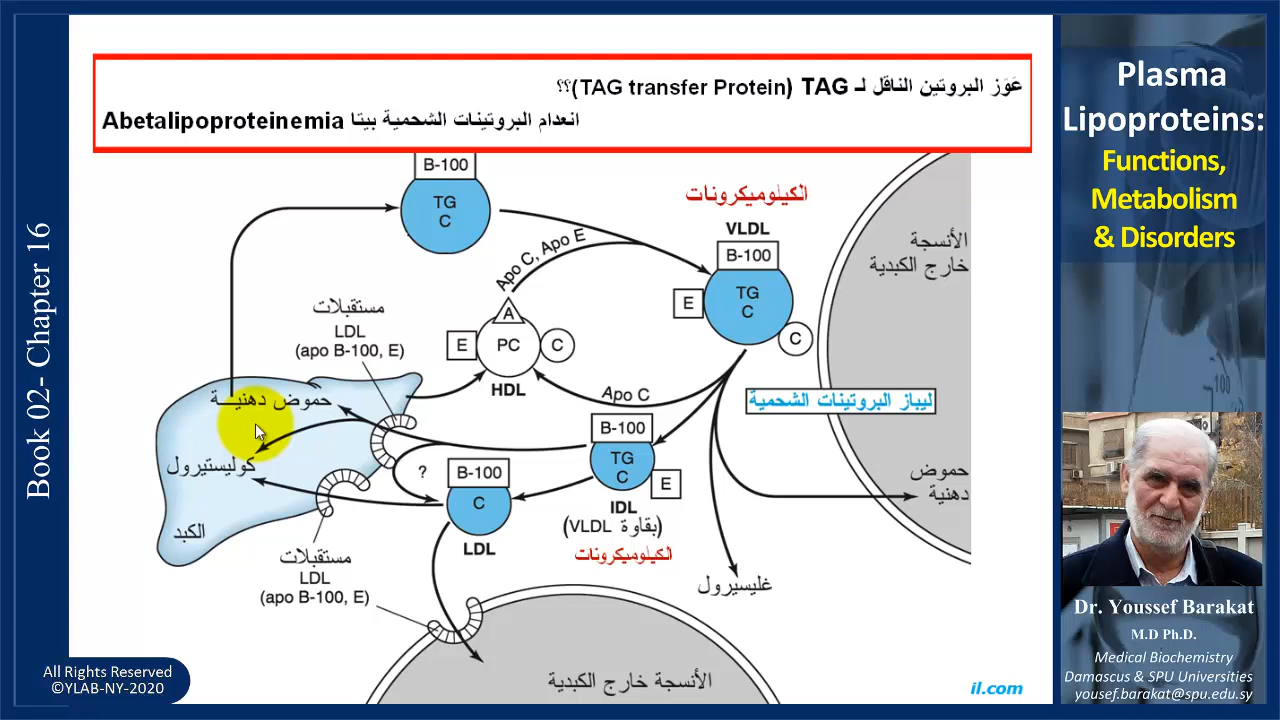 عَوَز البروتين الناقل لـ TAG (TAG transfer Protein)؟؟
انعدام البروتينات الشحمية بيتا Abetalipoproteinemia
B-100
TG
C
الكيلوميكرونات
VLDL
B-100
TG
C
E
C
الأنسجة
خارج الكبدية
Apo C, Apo E
مستقبلات
LDL
(apo B-100, E)
A
E
PC
C
HDL
Apo C
ليباز البروتينات الشحمية
حموض دهنيـــة
كوليستيرول
الكبد
?
B-100
C
LDL
B-100
TG
C
E
IDL
(بقاوة VLDL)
الكيلوميكرونات
حموض
دهنية
غليسيرول
مستقبلات
LDL
(apo B-100, E)
الأنسجة خارج الكبدية
il.com
Book 02- Chapter 16
All Rights Reserved
©YLAB-NY-2020
Plasma
Lipoproteins:
Functions,
Metabolism
& Disorders
100
Dr. Youssef Barakat
M.D Ph.D.
Medical Biochemistry
Damascus & SPU Universities
yousef.barakat@spu.edu.sy